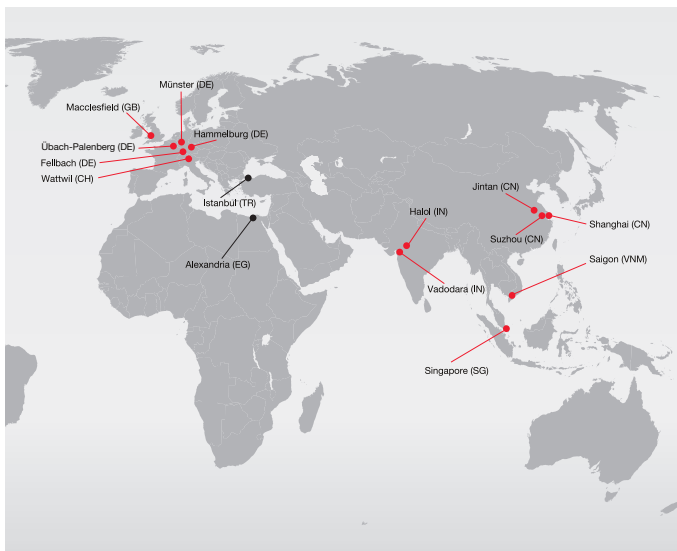 Münster (DE)
Macclesfield (GB)
Hammelburg (DE)
Übach-Palenberg (DE)
Fellbach (DE)
Wattwil (CH)
Istanbul (TR)
Alexandria (EG)
Jintan (CN)
Halol (IN)
Shanghai (CN)
Suzhou (CN)
Saigon (VNM)
Vadodara (IN)
Singapore (SG)